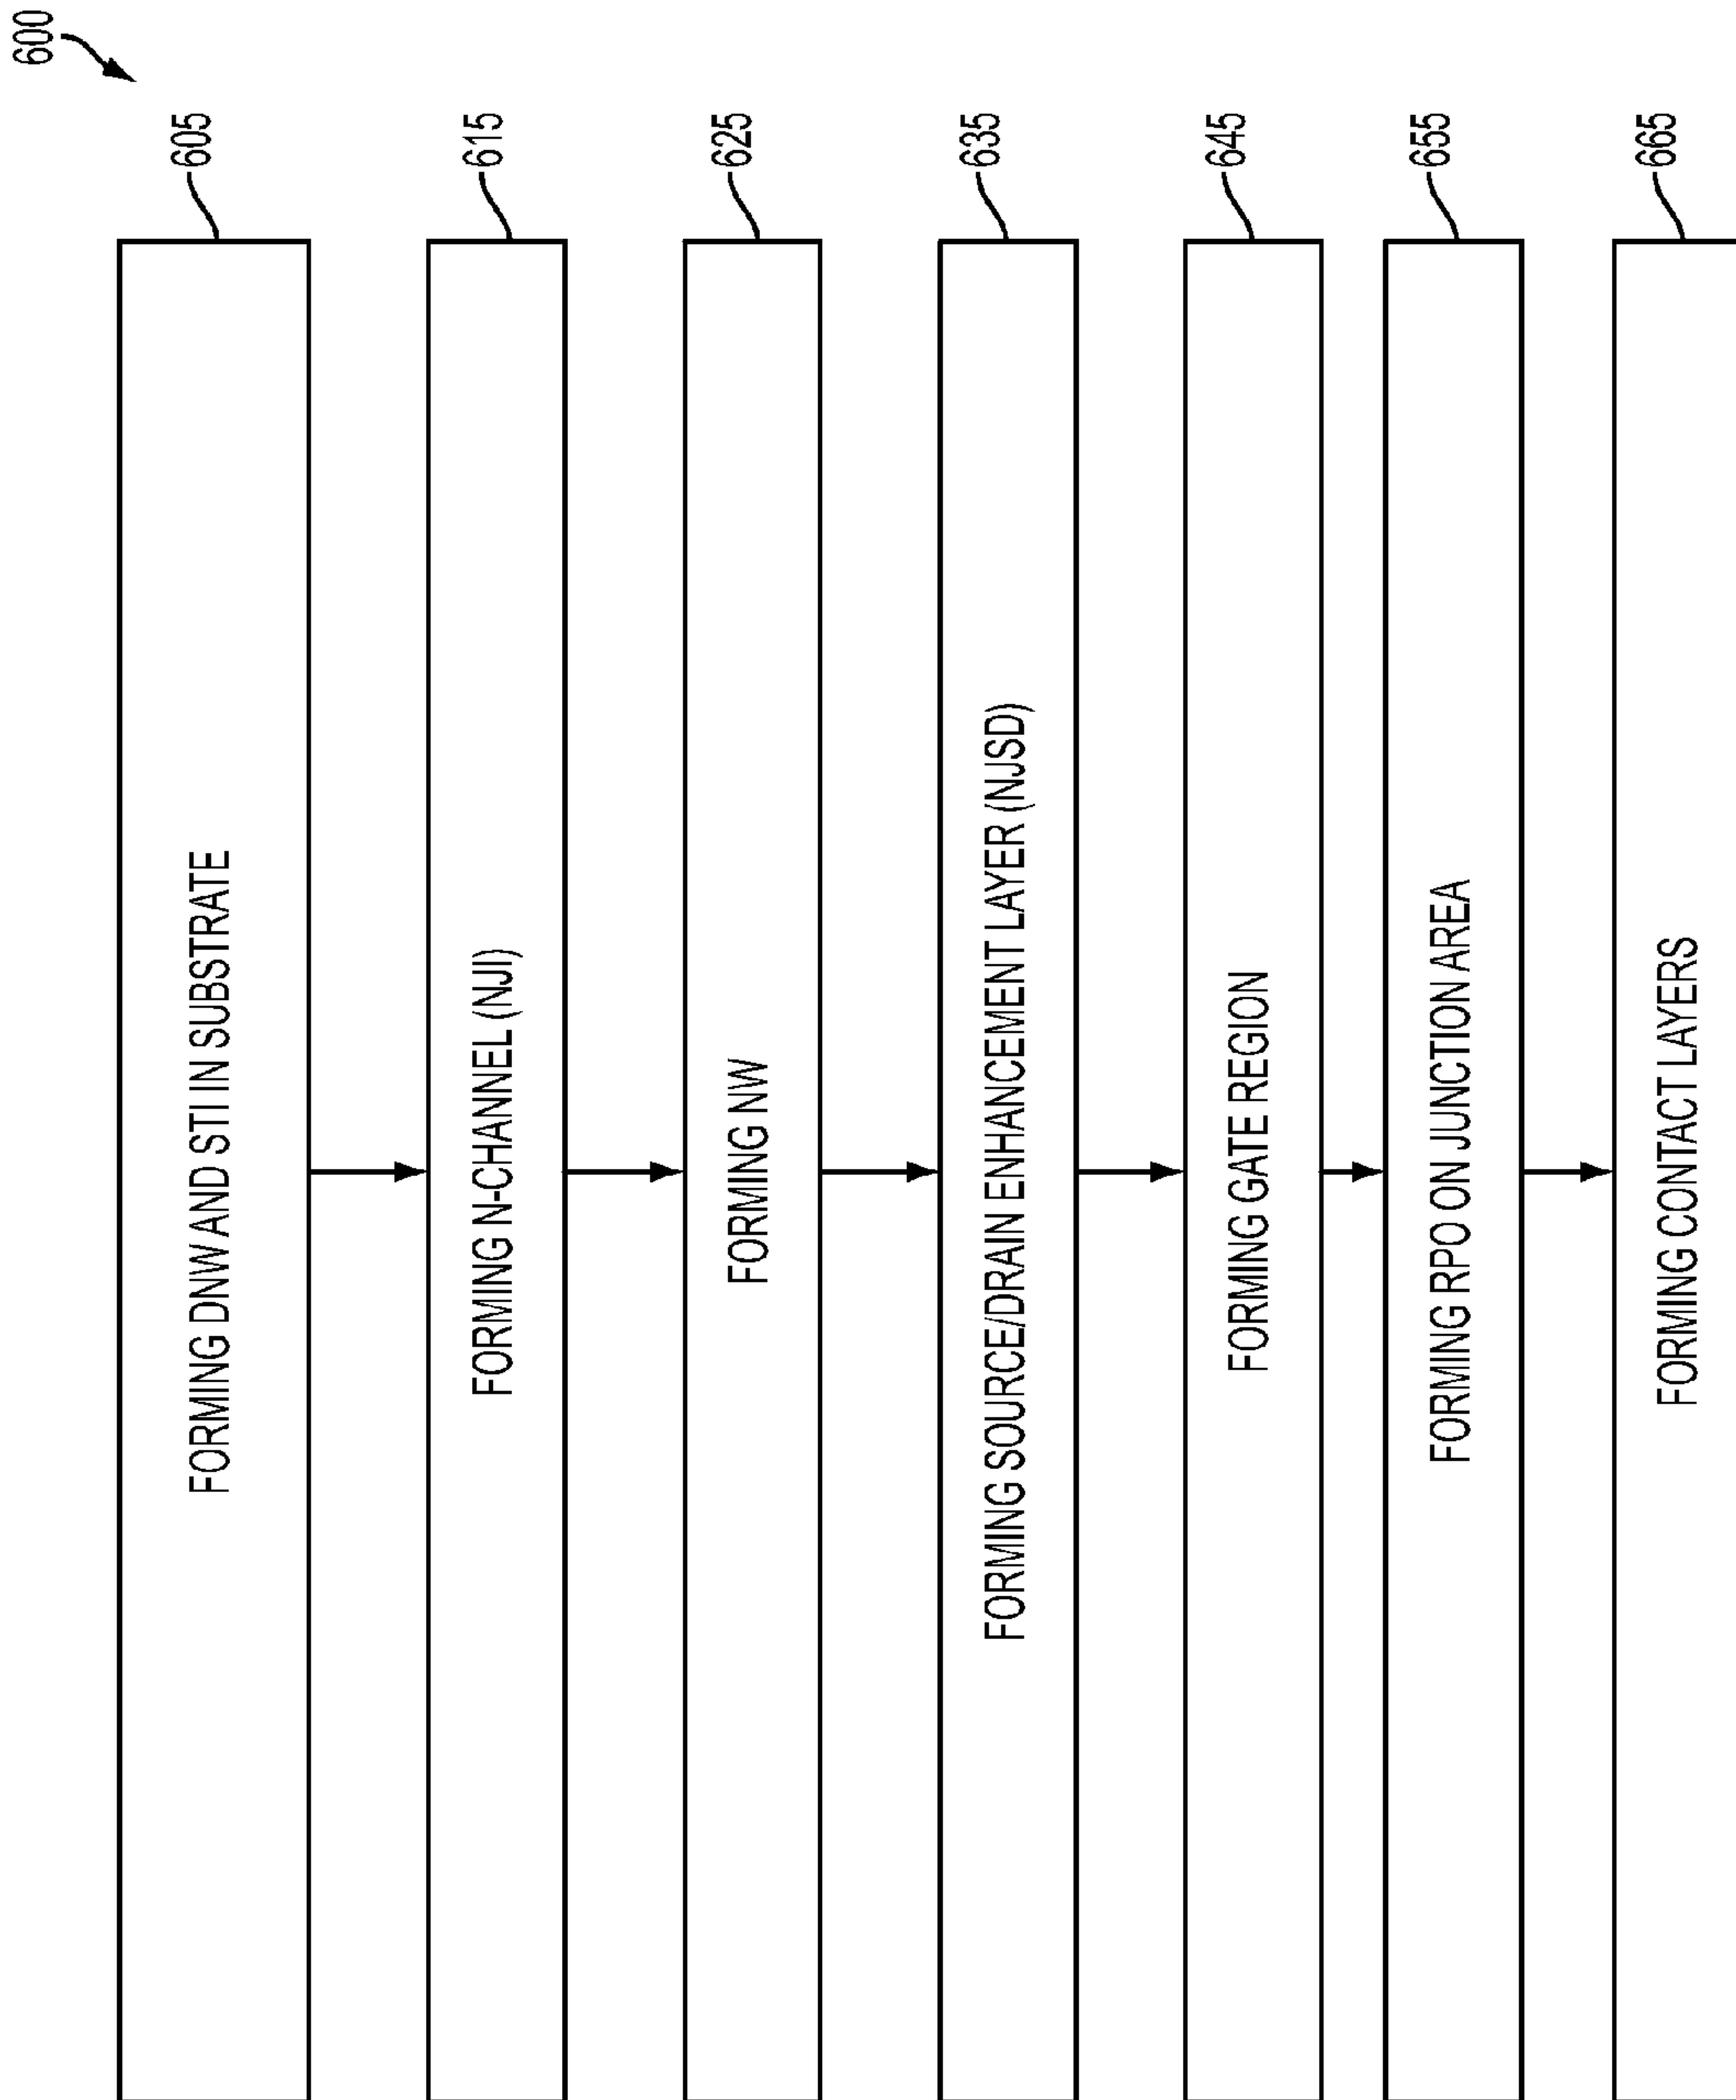 600
605
FORMING DNW AND STI IN SUBSTRATE
615
FORMING N-CHANNEL (NJI)
625
FORMING NW
635
FORMING SOURCE/DRAIN ENHANCEMENT LAYER (NJSD)
645
FORMING GATE REGION
655
FORMING RPO ON JUNCTION AREA
665
FORMING CONTACT LAYERS